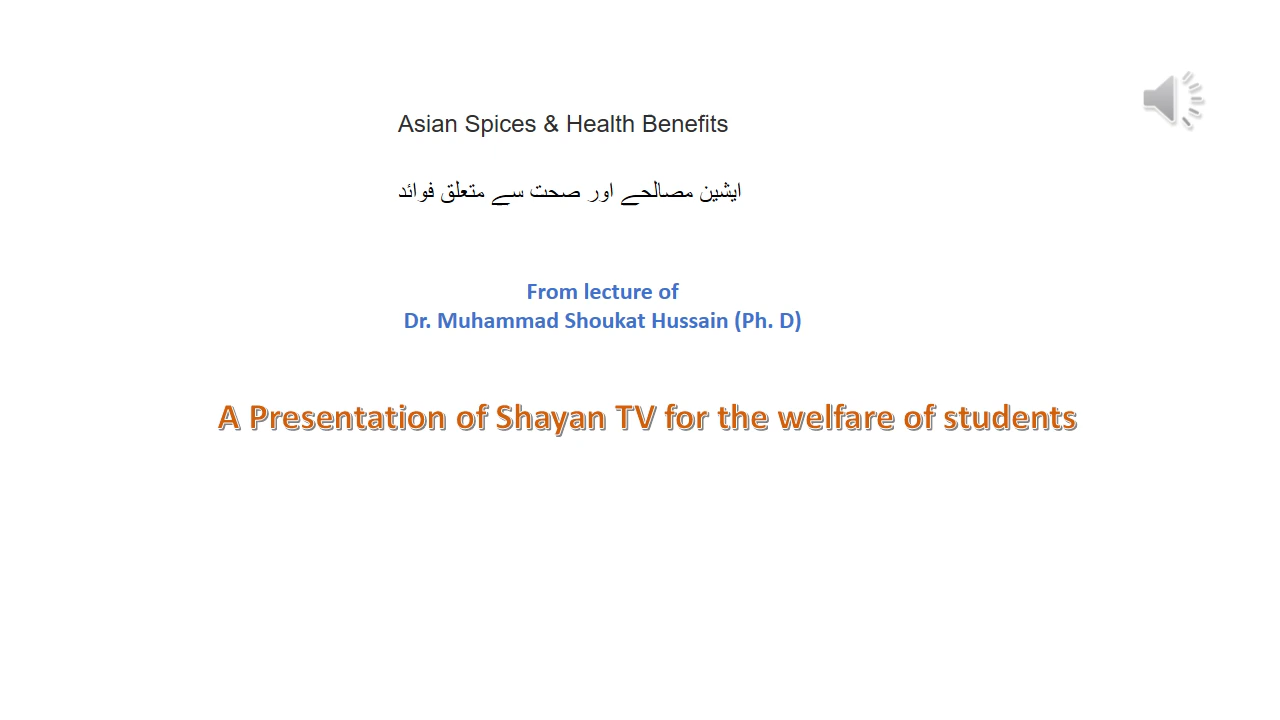 Asian Spices & Health Benefits
ایشین مصالحے اور صحت سے متعلق فوائد
From lecture of
Dr. Muhammad Shoukat Hussain (Ph. D)
A Presentation of Shayan TV for the welfare of students